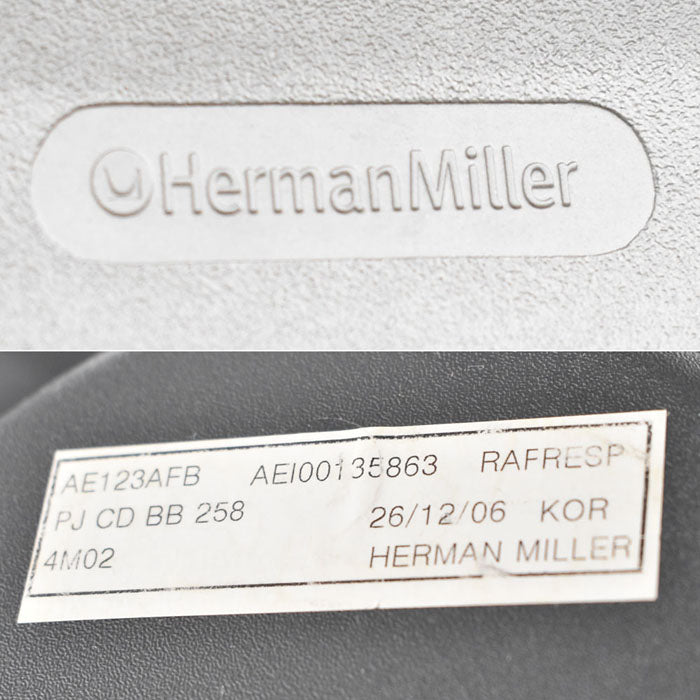 HermanMiller
AE123AFB AEI00135863 RAFRESP
PJ CD BB 258 26/12/06 KOR
4M02 HERMAN MILLER